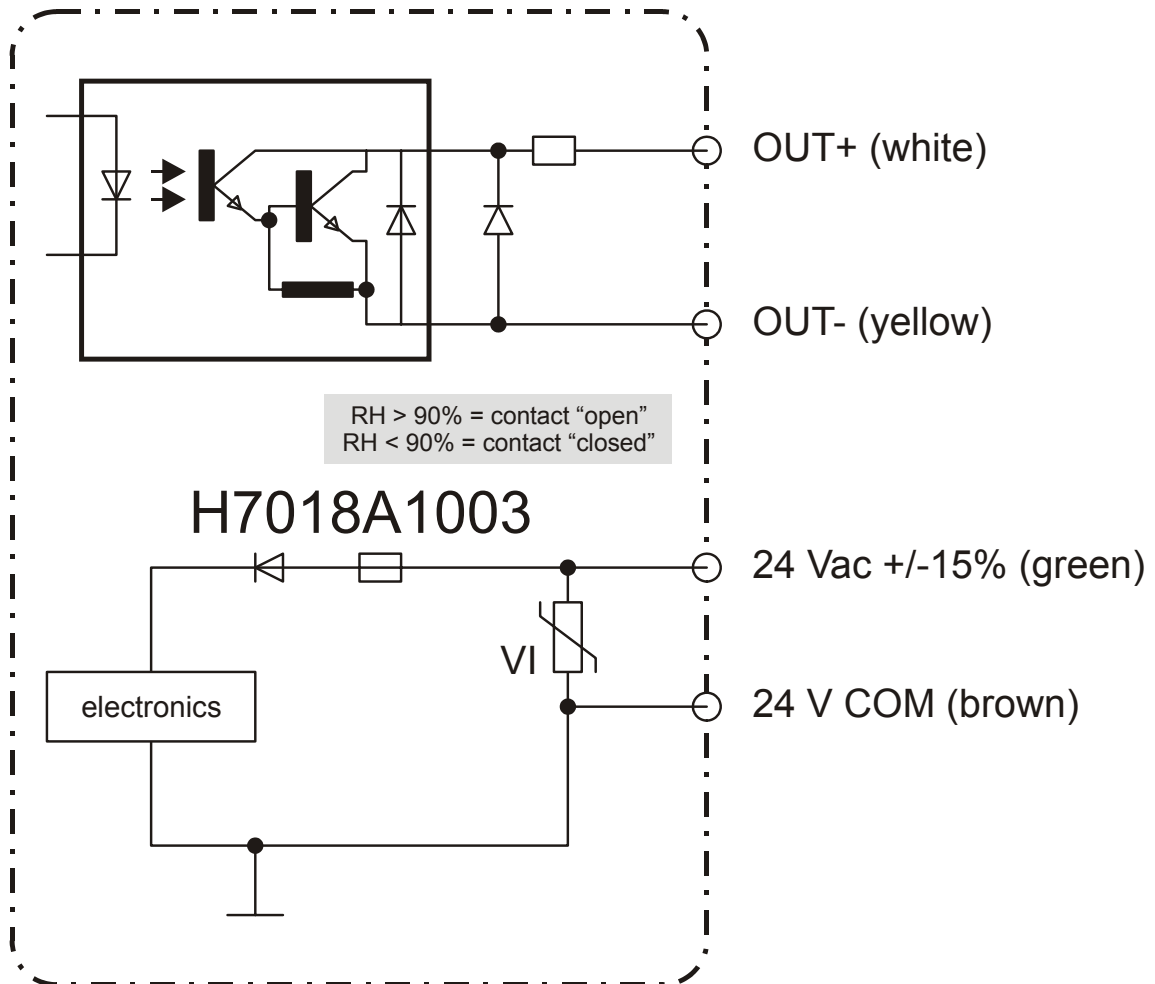 OUT+ (white)
OUT- (yellow)
RH > 90% = contact “open”
RH < 90% = contact “closed”
H7018A1003
24 Vac +/-15% (green)
VI
electronics
24 V COM (brown)